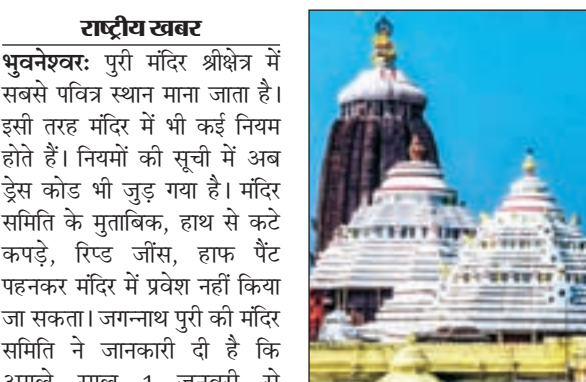 राष्ट्रीय खबर
भुवनेश्वरः पुरी मंदिर श्रीक्षेत्र में
सबसे पवित्र स्थान माना जाता है।
इसी तरह मंदिर में भी कई नियम
होते हैं। नियमों की सूची में अब
ड्रेस कोड भी जुड़ गया है। मंदिर
समिति के मुताबिक, हाथ से कटे
कपड़े, रिप्ड जींस, हाफ पैंट
पहनकर मंदिर में प्रवेश नहीं किया
जा सकता। जगन्नाथ पुरी की मंदिर
समिति ने जानकारी दी है कि